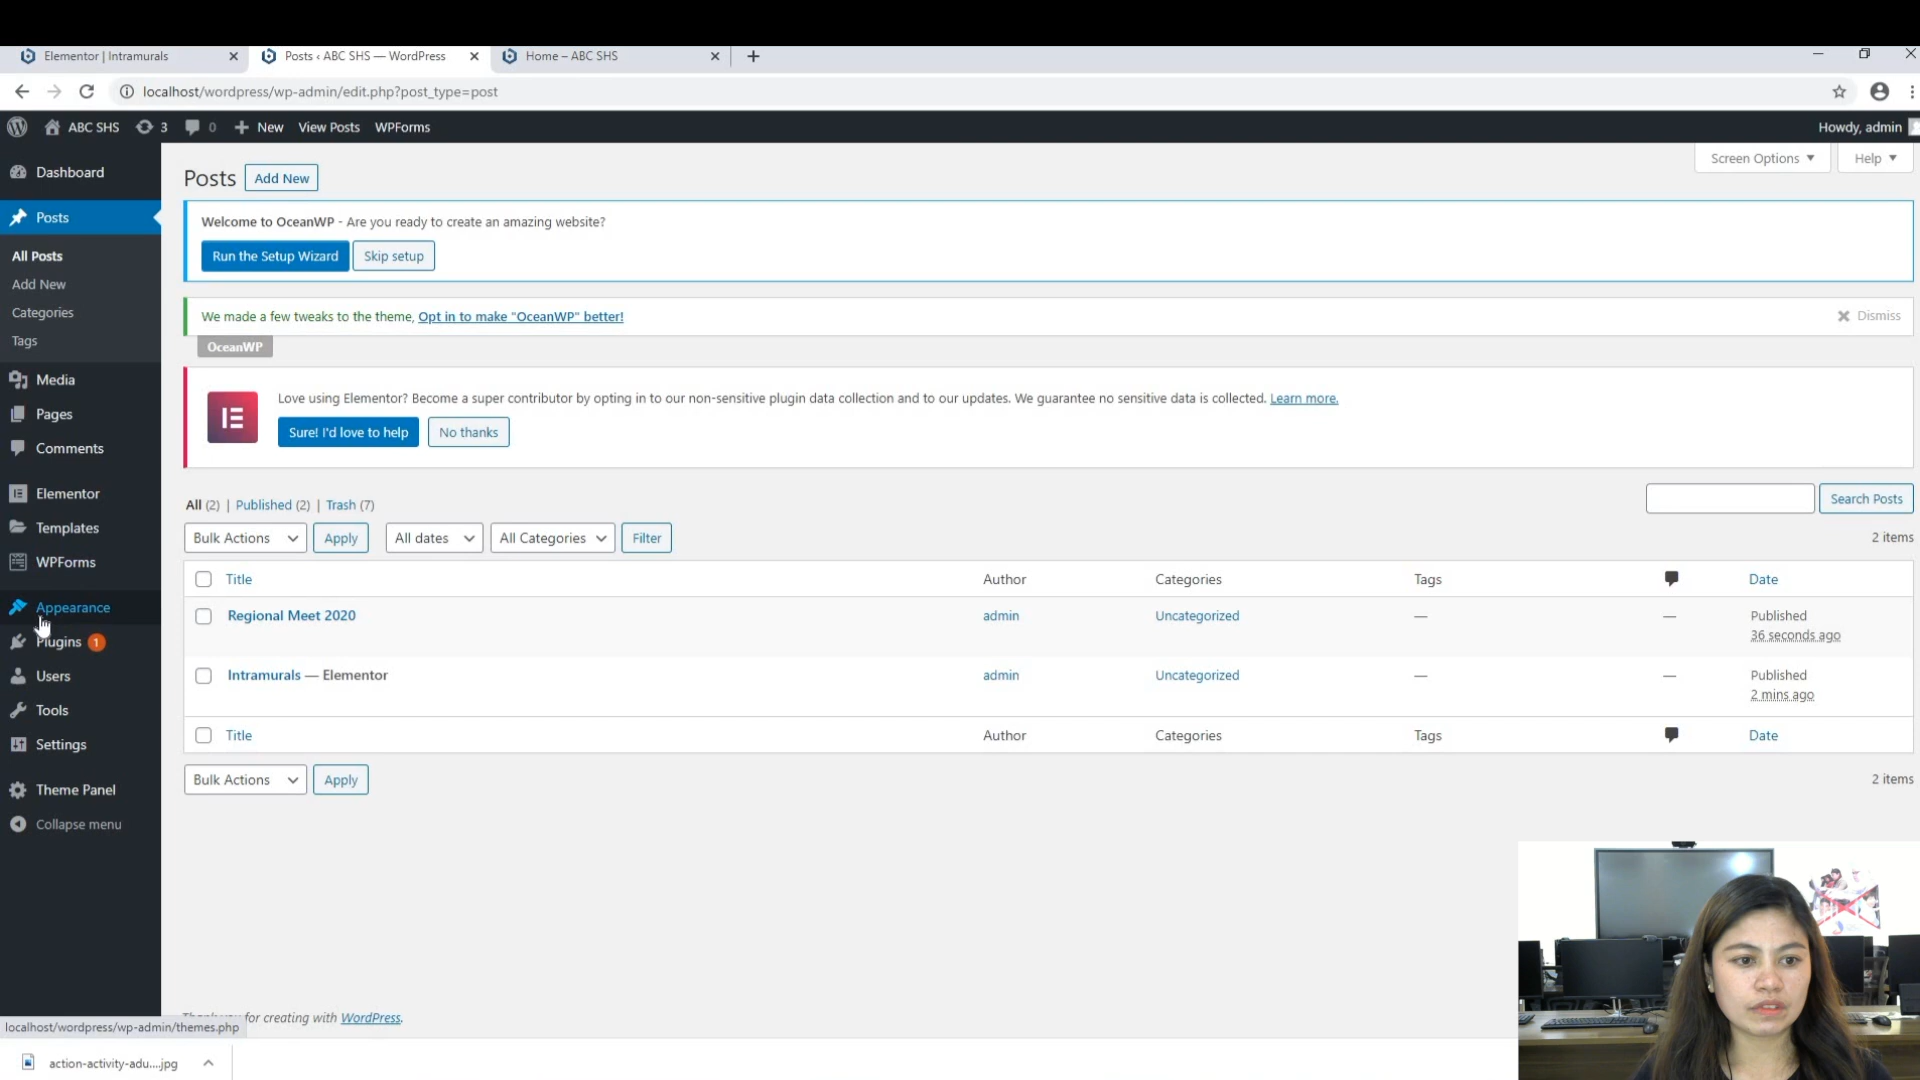 Elementor | Intramurals
Posts ‹ ABC SHS — WordPress
Home – ABC SHS
localhost/wordpress/wp-admin/edit.php?post_type=post
ABC SHS
3
0
New
View Posts
WPForms
Howdy, admin
Dashboard
Posts
All Posts
Add New
Categories
Tags
Media
Pages
Comments
Elementor
Templates
WPForms
Appearance
Plugins 1
Users
Tools
Settings
Theme Panel
Collapse menu
Posts
Add New
Screen Options
Help
Welcome to OceanWP - Are you ready to create an amazing website?
Run the Setup Wizard
Skip setup
We made a few tweaks to the theme, Opt in to make "OceanWP" better!
Dismiss
OceanWP
Love using Elementor? Become a super contributor by opting in to our non-sensitive plugin data collection and to our updates. We guarantee no sensitive data is collected. Learn more.
Sure! I'd love to help
No thanks
All (2) | Published (2) | Trash (7)
Search Posts
Bulk Actions
Apply
All dates
All Categories
Filter
2 items
Title Author Categories Tags Date
Regional Meet 2020 admin Uncategorized — — Published
36 seconds ago
Intramurals — Elementor admin Uncategorized — — Published
2 mins ago
Title Author Categories Tags Date
Bulk Actions
Apply
2 items
for creating with WordPress.
localhost/wordpress/wp-admin/themes.php
action-activity-adu....jpg